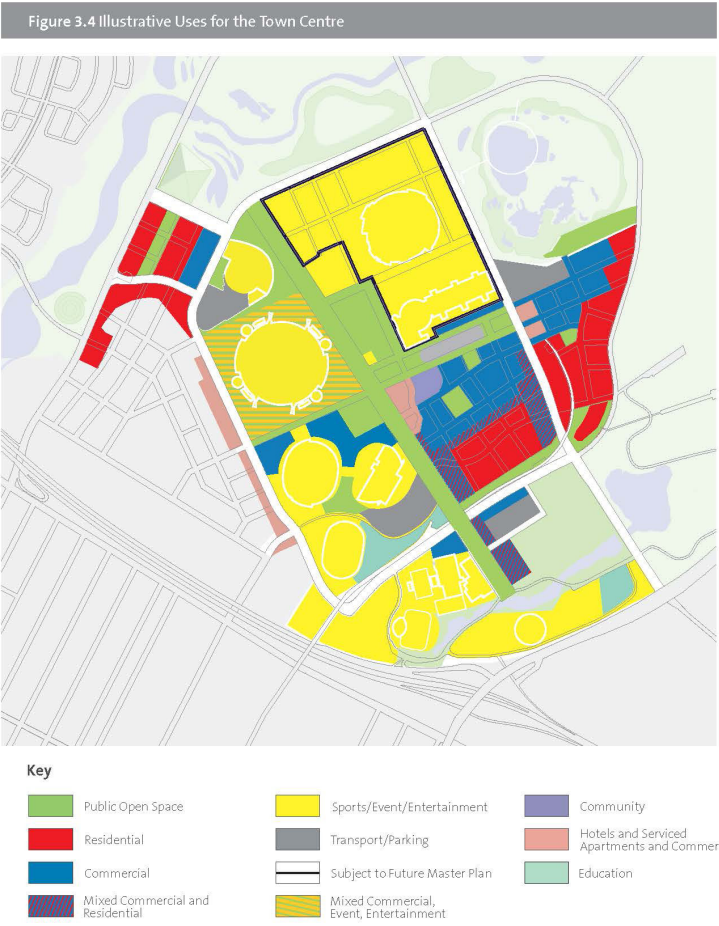 Figure 3.4 Illustrative Uses for the Town Centre
Key
Public Open Space
Residential
Commercial
Mixed Commercial and
Residential
Sports/Event/Entertainment
Transport/Parking
Subject to Future Master Plan
Mixed Commercial,
Event, Entertainment
Community
Hotels and Serviced
Apartments and Commer
Education